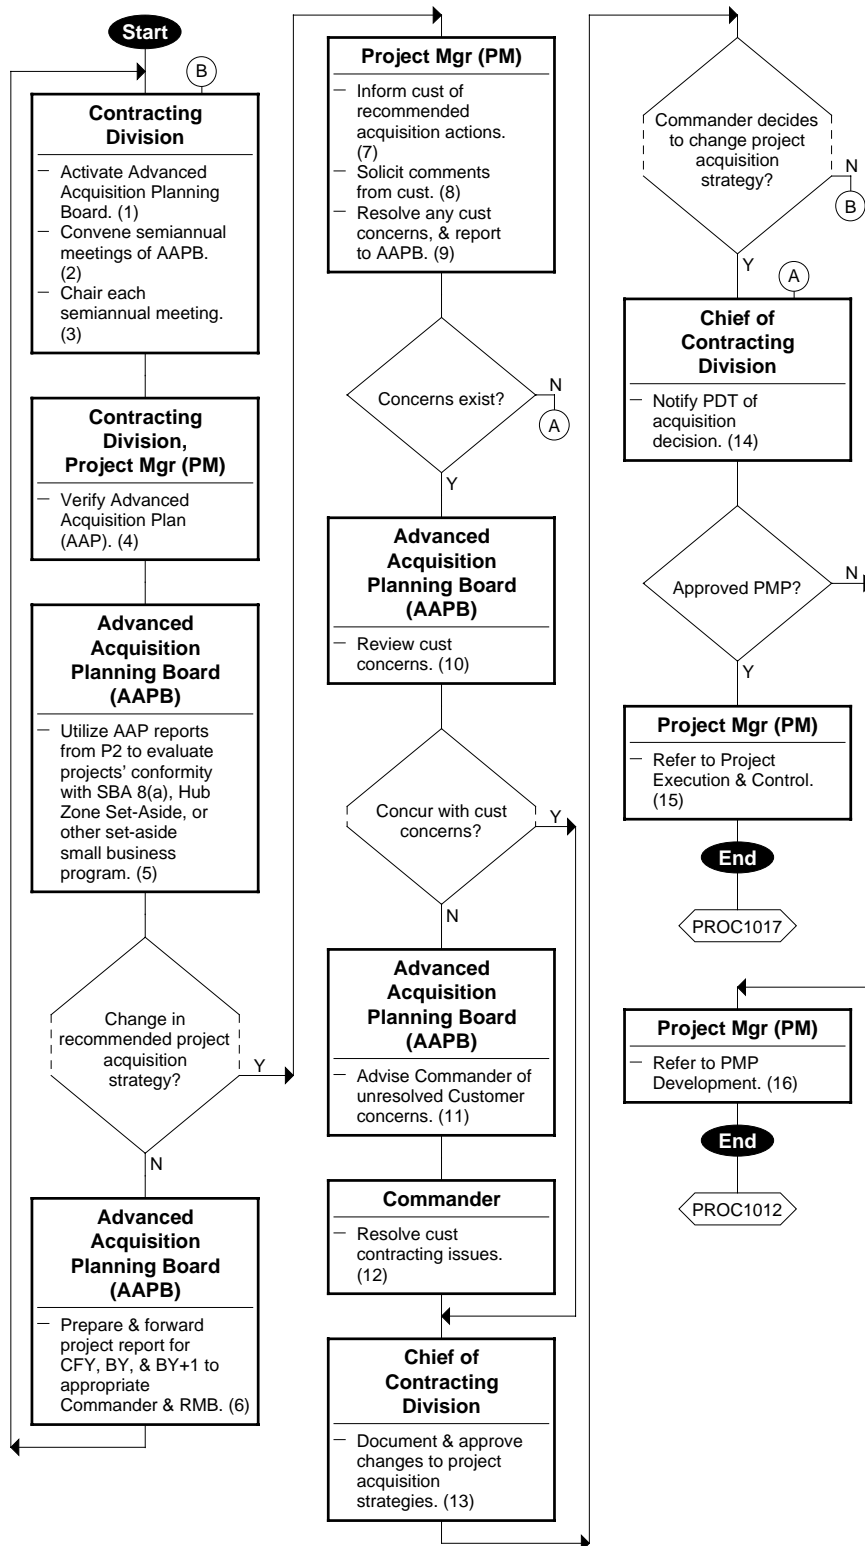 Start
B
Contracting
Division
— Activate Advanced
Acquisition Planning
Board. (1)
— Convene semiannual
meetings of AAPB.
(2)
— Chair each
semiannual meeting.
(3)
Contracting
Division,
Project Mgr (PM)
— Verify Advanced
Acquisition Plan
(AAP). (4)
Advanced
Acquisition
Planning Board
(AAPB)
— Utilize AAP reports
from P2 to evaluate
projects’ conformity
with SBA 8(a), Hub
Zone Set-Aside, or
other set-aside
small business
program. (5)
Change in
recommended project
acquisition
strategy?
Y
N
Advanced
Acquisition
Planning Board
(AAPB)
— Prepare & forward
project report for
CFY, BY, & BY+1 to
appropriate
Commander & RMB. (6)
Project Mgr (PM)
— Inform cust of
recommended
acquisition actions.
(7)
— Solicit comments
from cust. (8)
— Resolve any cust
concerns, & report
to AAPB. (9)
Concerns exist?
N
A
Y
Advanced
Acquisition
Planning Board
(AAPB)
— Review cust
concerns. (10)
Concur with cust
concerns?
Y
N
Advanced
Acquisition
Planning Board
(AAPB)
— Advise Commander of
unresolved Customer
concerns. (11)
Commander
— Resolve cust
contracting issues.
(12)
Chief of
Contracting
Division
— Document & approve
changes to project
acquisition
strategies. (13)
Commander decides
to change project
acquisition
strategy?
N
B
Y
A
Chief of
Contracting
Division
— Notify PDT of
acquisition
decision. (14)
Approved PMP?
N
Y
Project Mgr (PM)
— Refer to Project
Execution & Control.
(15)
End
PROC1017
Project Mgr (PM)
— Refer to PMP
Development. (16)
End
PROC1012